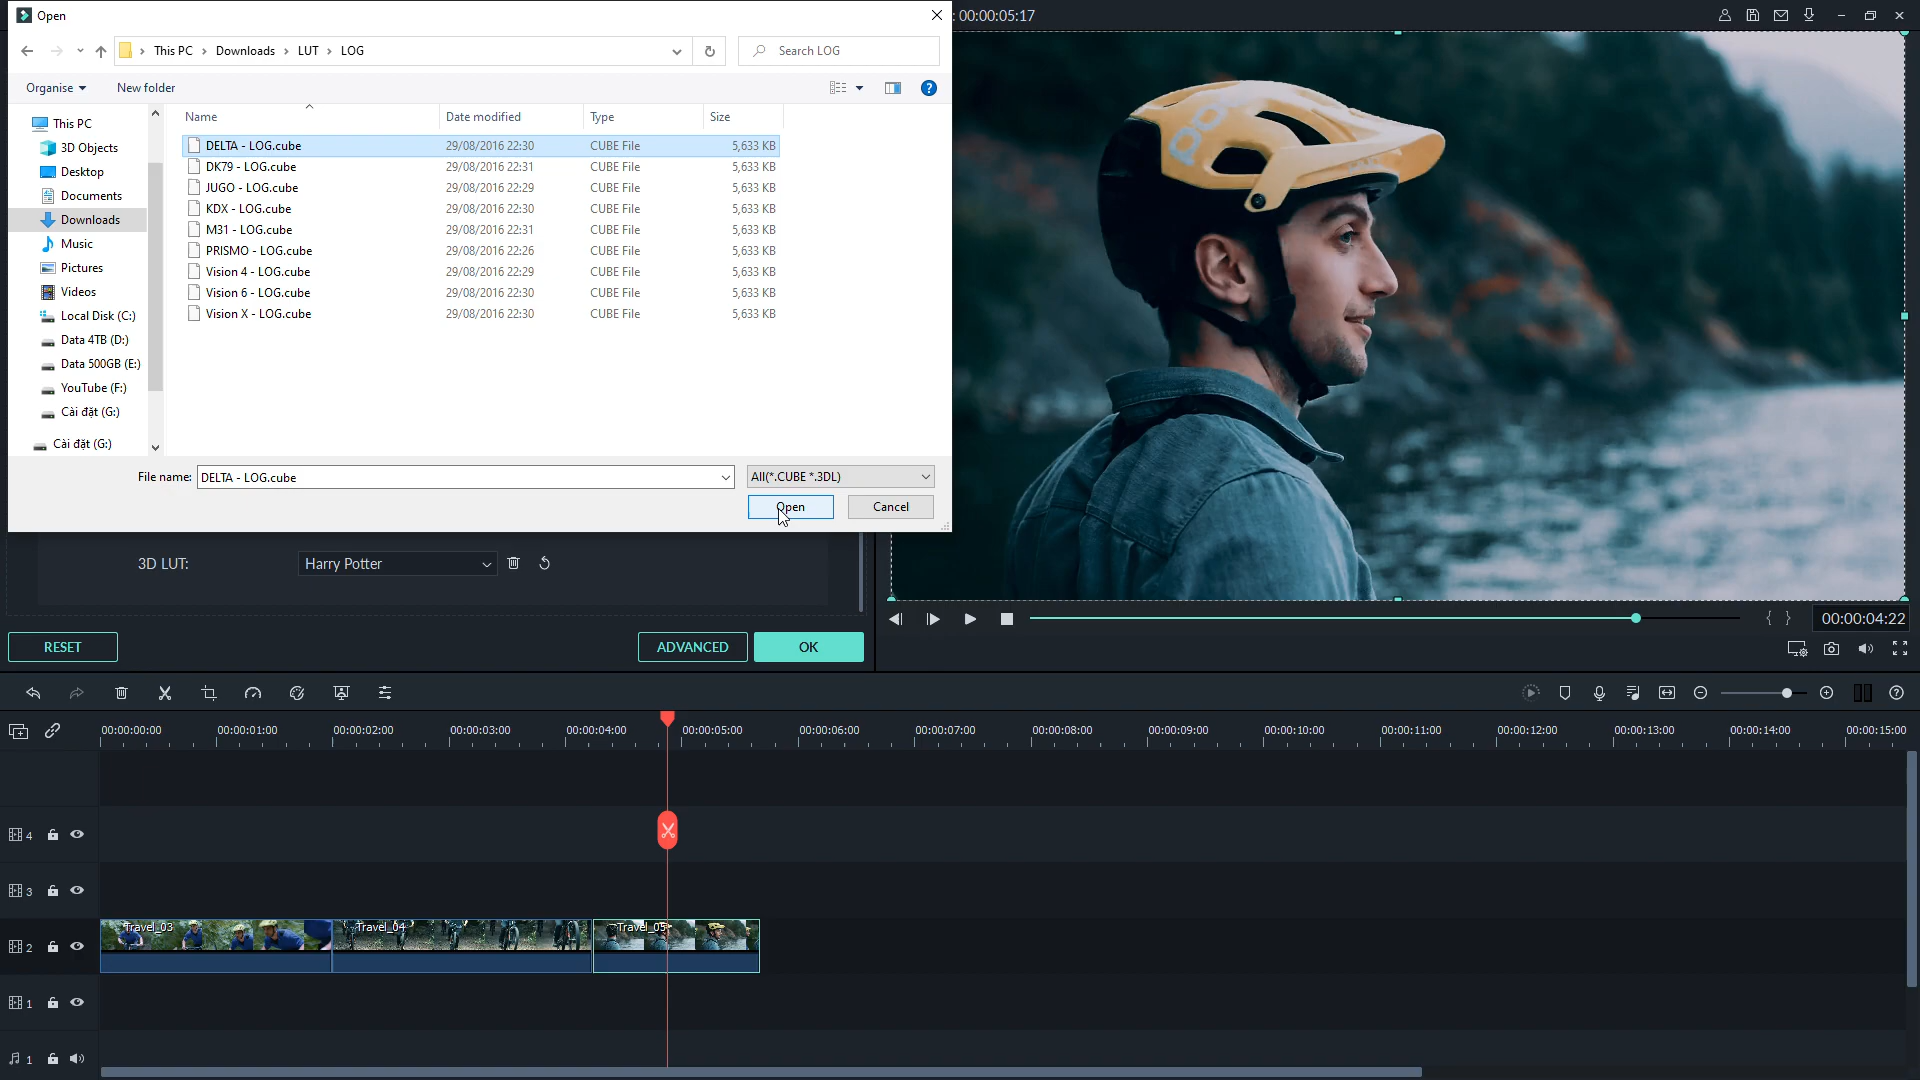 Open
00:00:05:17
This PC > Downloads > LUT > LOG
Search LOG
Organise
New folder
This PC
3D Objects
Desktop
Documents
Downloads
Music
Pictures
Videos
Local Disk (C:)
Data 4TB (D:)
Data 500GB (E:)
YouTube (F:)
Cài đặt (G:)
Cài đặt (G:)
Name Date modified Type Size
DELTA - LOG.cube 29/08/2016 22:30 CUBE File 5,633 KB
DK79 - LOG.cube 29/08/2016 22:31 CUBE File 5,633 KB
JUGO - LOG.cube 29/08/2016 22:29 CUBE File 5,633 KB
KDX - LOG.cube 29/08/2016 22:30 CUBE File 5,633 KB
M31 - LOG.cube 29/08/2016 22:31 CUBE File 5,633 KB
PRISMO - LOG.cube 29/08/2016 22:26 CUBE File 5,633 KB
Vision 4 - LOG.cube 29/08/2016 22:29 CUBE File 5,633 KB
Vision 6 - LOG.cube 29/08/2016 22:30 CUBE File 5,633 KB
Vision X - LOG.cube 29/08/2016 22:30 CUBE File 5,633 KB
File name: DELTA - LOG.cube All(*.CUBE *.3DL)
Open Cancel
POC
3D LUT: Harry Potter
RESET ADVANCED OK
{ } 00:00:04:22
00:00:00:00 00:00:01:00 00:00:02:00 00:00:03:00 00:00:04:00 00:00:05:00 00:00:06:00 00:00:07:00 00:00:08:00 00:00:09:00 00:00:10:00 00:00:11:00 00:00:12:00 00:00:13:00 00:00:14:00 00:00:15:00
4
3
Travel_03 Travel_04 Travel_05
2
1
1